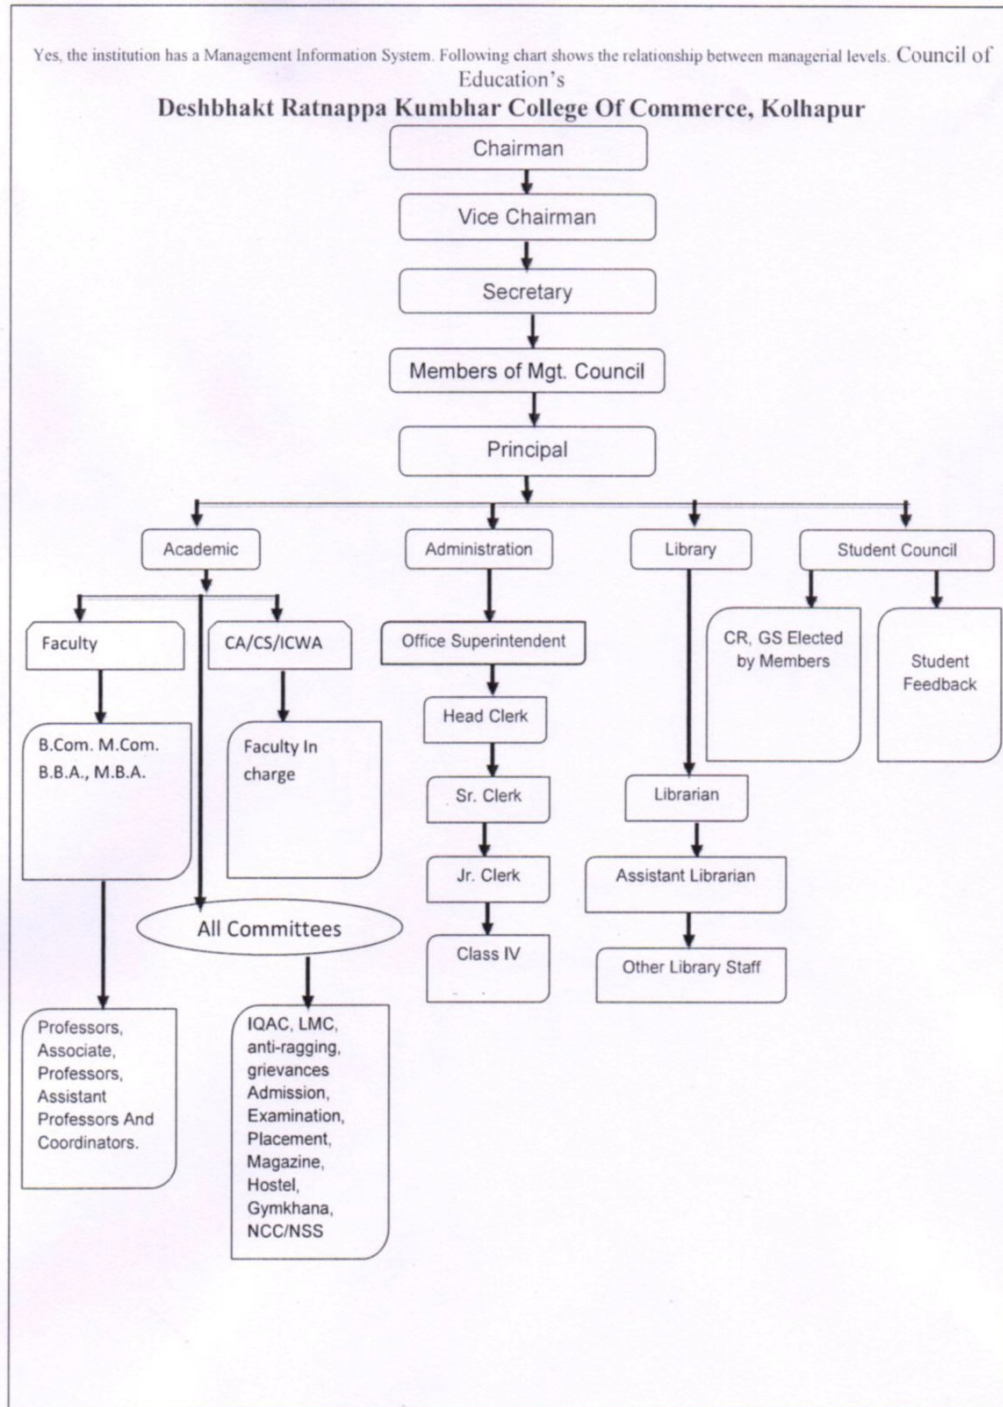 Yes, the institution has a Management Information System. Following chart shows the relationship between managerial levels. Council of
Education's
Deshbhakt Ratnappa Kumbhar College Of Commerce, Kolhapur
Chairman
Vice Chairman
Secretary
Members of Mgt. Council
Principal
Academic
Administration
Library
Student Council
Faculty
CA/CS/ICWA
Office Superintendent
CR, GS Elected
by Members
Student
Feedback
B.Com. M.Com.
B.B.A., M.B.A.
Faculty In
charge
Head Clerk
Sr. Clerk
Librarian
Jr. Clerk
Assistant Librarian
All Committees
Class IV
Other Library Staff
Professors,
Associate,
Professors,
Assistant
Professors And
Coordinators.
IQAC, LMC,
anti-ragging,
grievances
Admission,
Examination,
Placement,
Magazine,
Hostel,
Gymkhana,
NCC/NSS